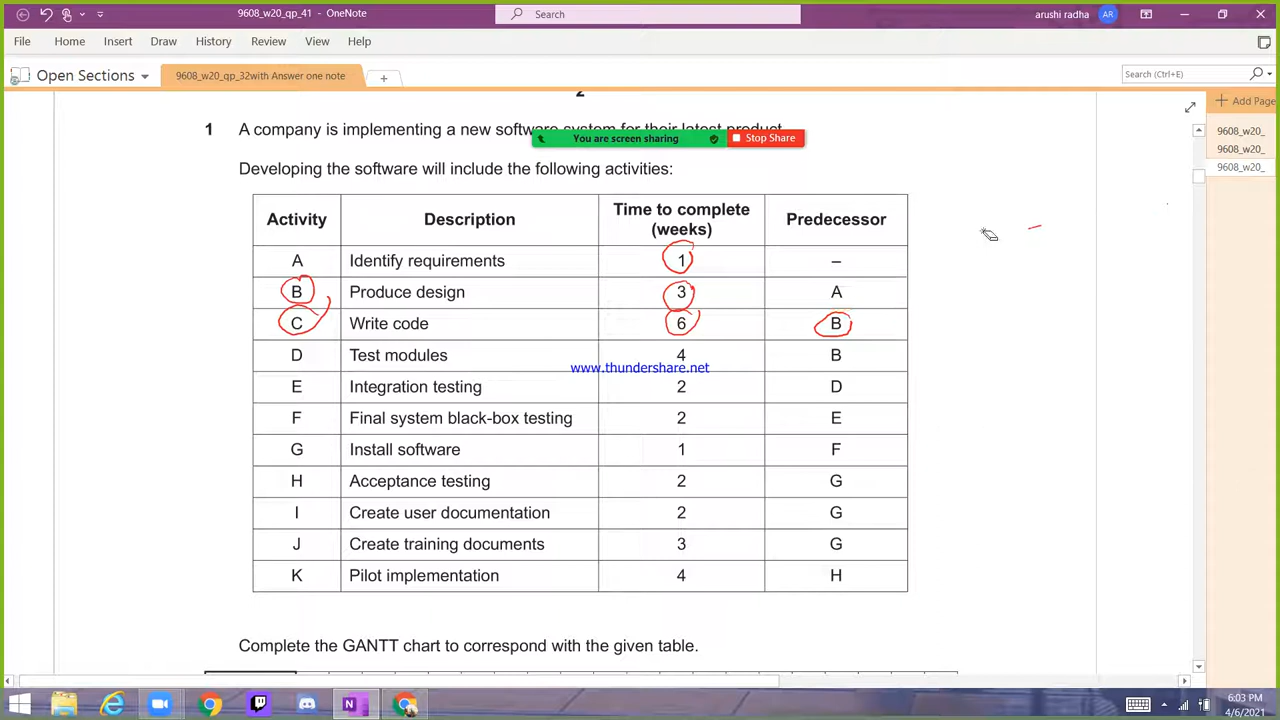 9608_w20_qp_41 - OneNote
Search
arushi radha
AR
File Home Insert Draw History Review View Help
Open Sections
9608_w20_qp_32with Answer one note
+
Search (Ctrl+E)
+ Add Page
9608_w20_
9608_w20_
9608_w20_
2
1 A company is implementing a new software system for their latest product.
You are screen sharing
Stop Share
Developing the software will include the following activities:
Activity Description Time to complete (weeks) Predecessor
A Identify requirements 1 –
B Produce design 3 A
C Write code 6 B
D Test modules 4 B
www.thundershare.net
E Integration testing 2 D
F Final system black-box testing 2 E
G Install software 1 F
H Acceptance testing 2 G
I Create user documentation 2 G
J Create training documents 3 G
K Pilot implementation 4 H
Complete the GANTT chart to correspond with the given table.
6:03 PM
4/6/2021